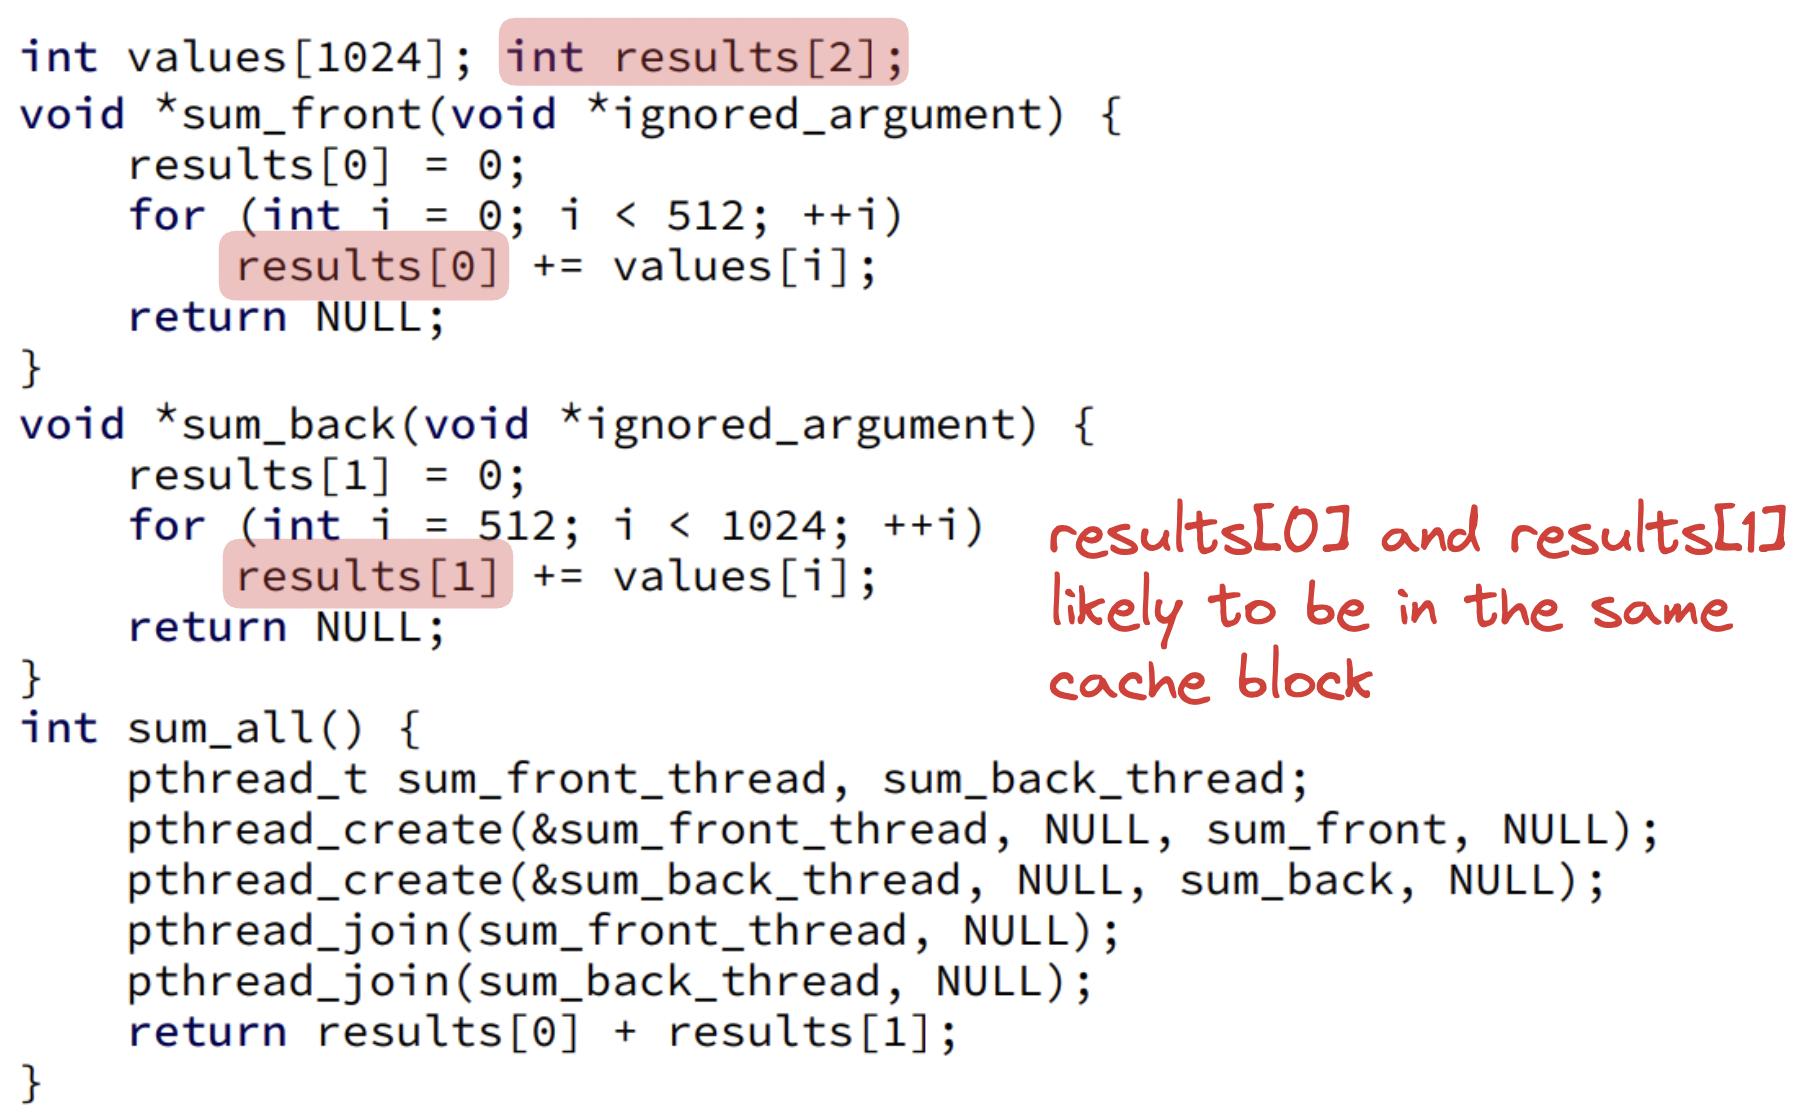 int values[1024]; int results[2];
void *sum_front(void *ignored_argument) {
    results[0] = 0;
    for (int i = 0; i < 512; ++i)
        results[0] += values[i];
    return NULL;
}
void *sum_back(void *ignored_argument) {
    results[1] = 0;
    for (int i = 512; i < 1024; ++i)
        results[1] += values[i];
    return NULL;
}
results[0] and results[1]
likely to be in the same
cache block
int sum_all() {
    pthread_t sum_front_thread, sum_back_thread;
    pthread_create(&sum_front_thread, NULL, sum_front, NULL);
    pthread_create(&sum_back_thread, NULL, sum_back, NULL);
    pthread_join(sum_front_thread, NULL);
    pthread_join(sum_back_thread, NULL);
    return results[0] + results[1];
}